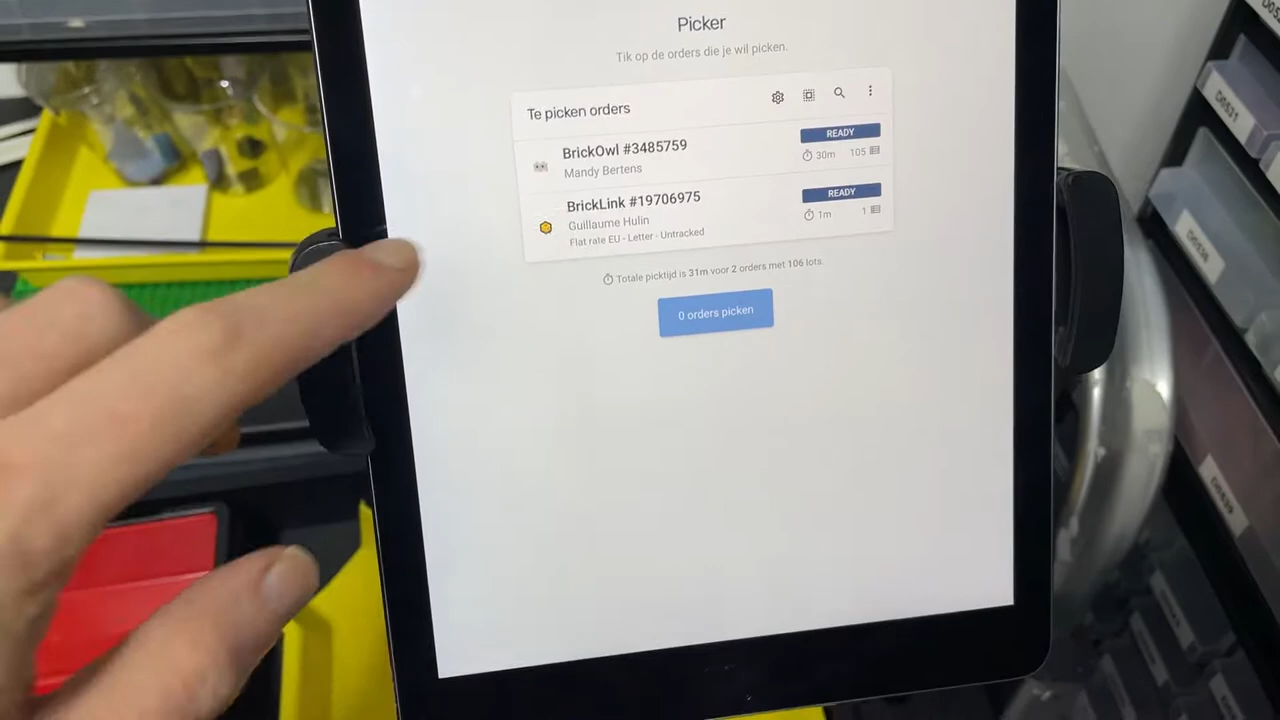 Picker
Tik op de orders die je wil picken.
Te picken orders
BrickOwl #3485759
READY
Mandy Bertens
30m 105
BrickLink #19706975
READY
Guillaume Hulin
1m 1
Flat rate EU - Letter - Untracked
Totale picktijd is 31m voor 2 orders met 106 lots.
0 orders picken
D0531